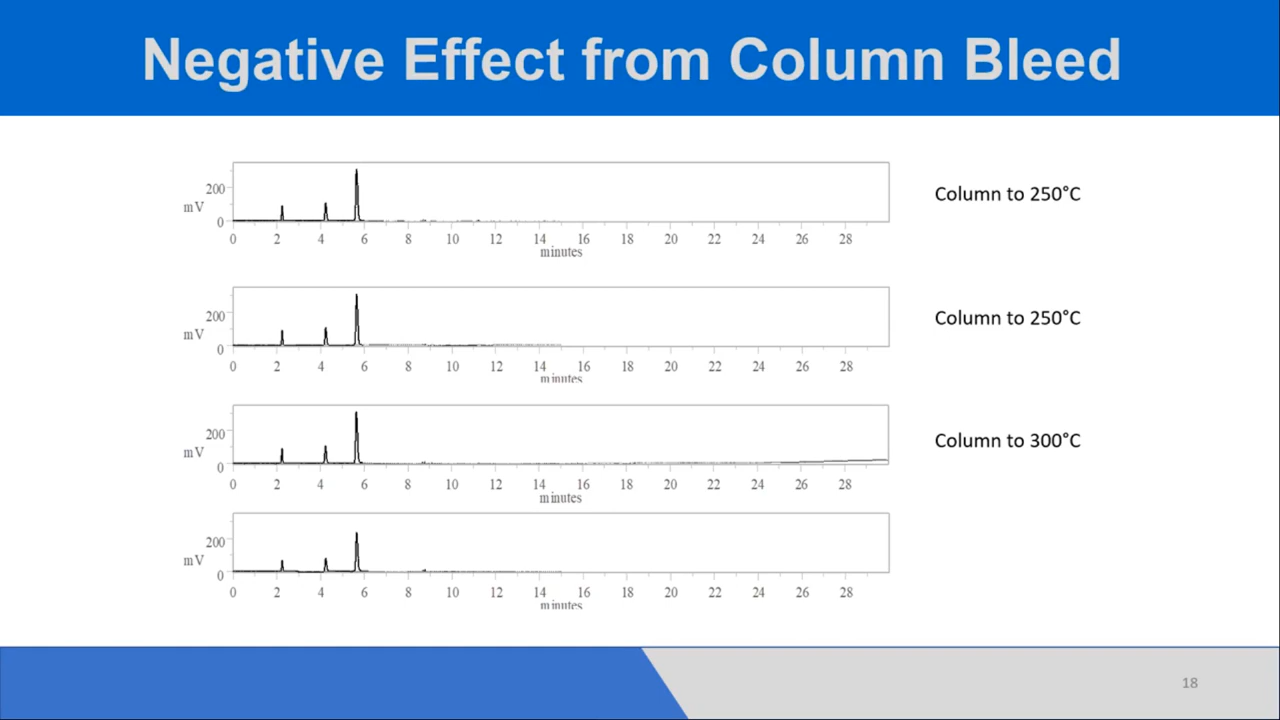 Negative Effect from Column Bleed
200
mV
0
0 2 4 6 8 10 12 14 16 18 20 22 24 26 28
minutes
Column to 250°C
200
mV
0
0 2 4 6 8 10 12 14 16 18 20 22 24 26 28
minutes
Column to 250°C
200
mV
0
0 2 4 6 8 10 12 14 16 18 20 22 24 26 28
minutes
Column to 300°C
200
mV
0
0 2 4 6 8 10 12 14 16 18 20 22 24 26 28
minutes
18